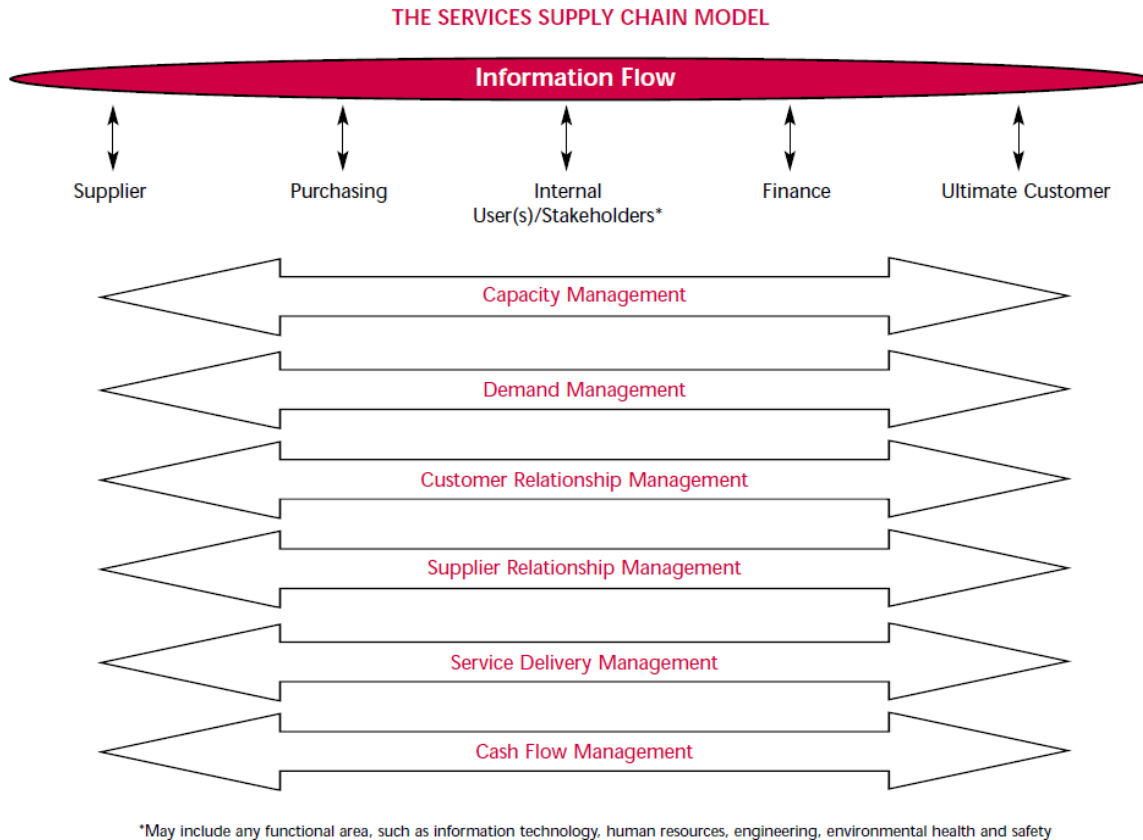 THE SERVICES SUPPLY CHAIN MODEL
Information Flow
Supplier
Purchasing
Internal
User(s)/Stakeholders*
Finance
Ultimate Customer
Capacity Management
Demand Management
Customer Relationship Management
Supplier Relationship Management
Service Delivery Management
Cash Flow Management
*May include any functional area, such as information technology, human resources, engineering, environmental health and safety